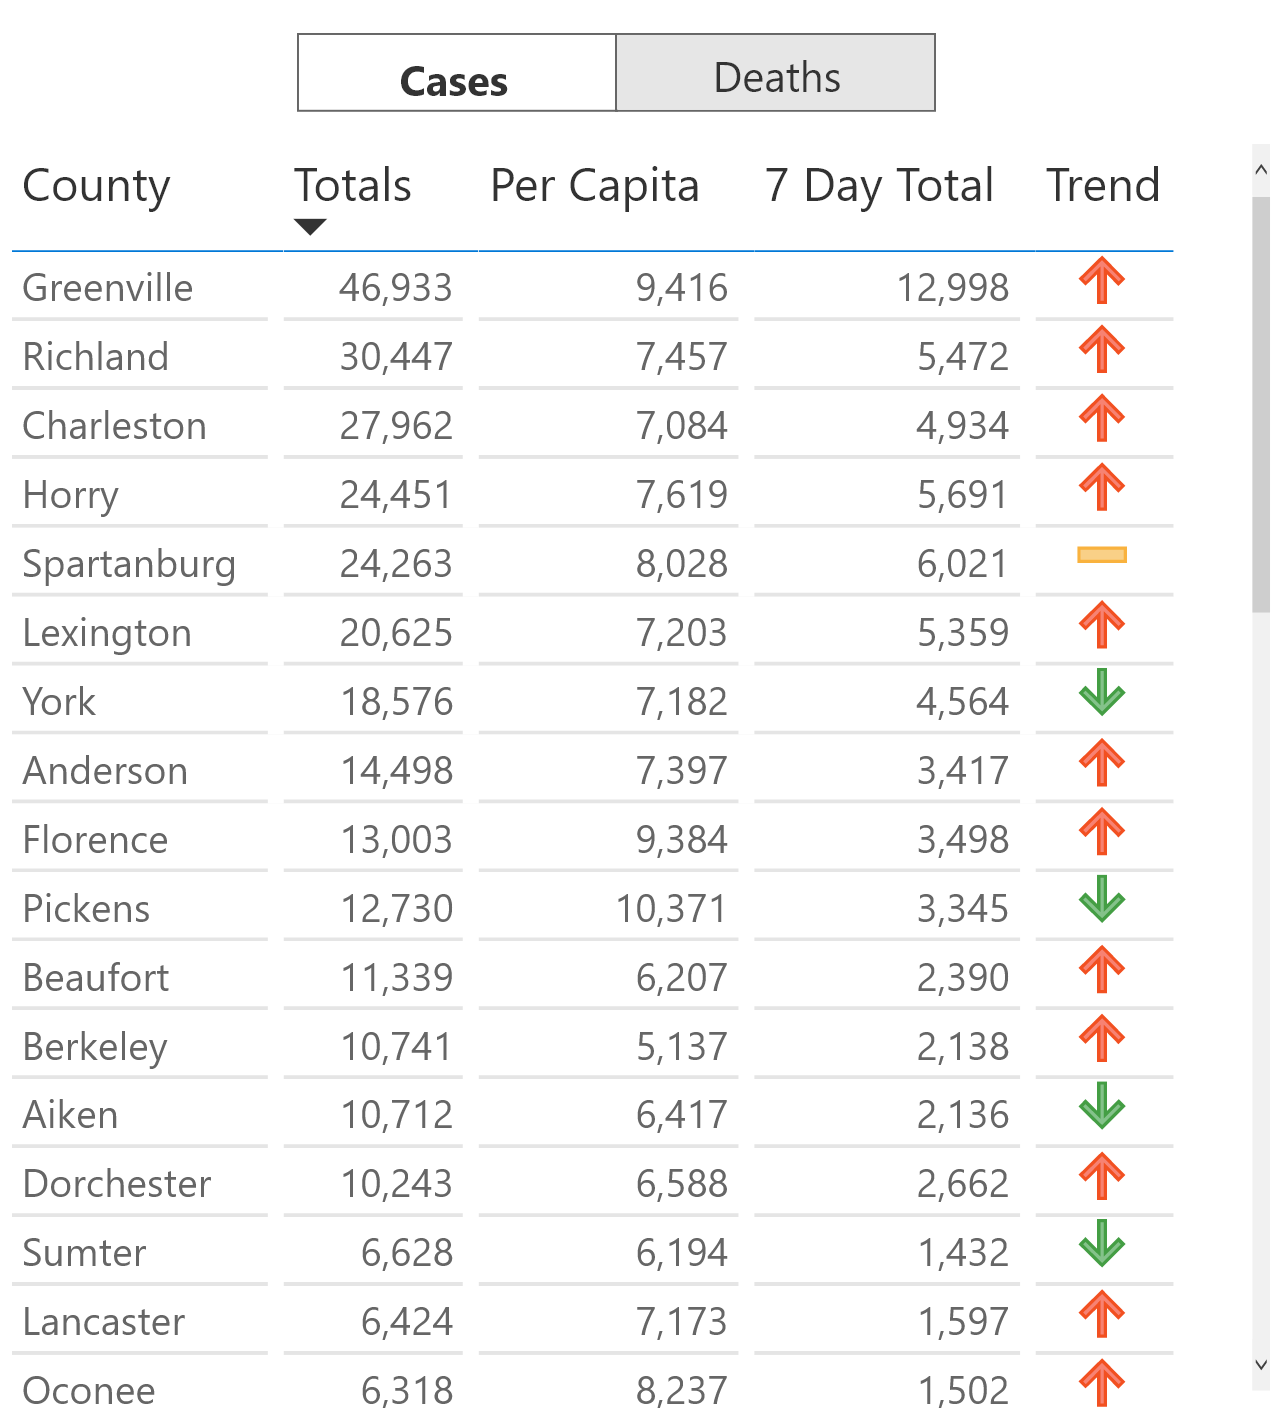 Cases Deaths
County Totals Per Capita 7 Day Total Trend
Greenville 46,933 9,416 12,998
Richland 30,447 7,457 5,472
Charleston 27,962 7,084 4,934
Horry 24,451 7,619 5,691
Spartanburg 24,263 8,028 6,021
Lexington 20,625 7,203 5,359
York 18,576 7,182 4,564
Anderson 14,498 7,397 3,417
Florence 13,003 9,384 3,498
Pickens 12,730 10,371 3,345
Beaufort 11,339 6,207 2,390
Berkeley 10,741 5,137 2,138
Aiken 10,712 6,417 2,136
Dorchester 10,243 6,588 2,662
Sumter 6,628 6,194 1,432
Lancaster 6,424 7,173 1,597
Oconee 6,318 8,237 1,502